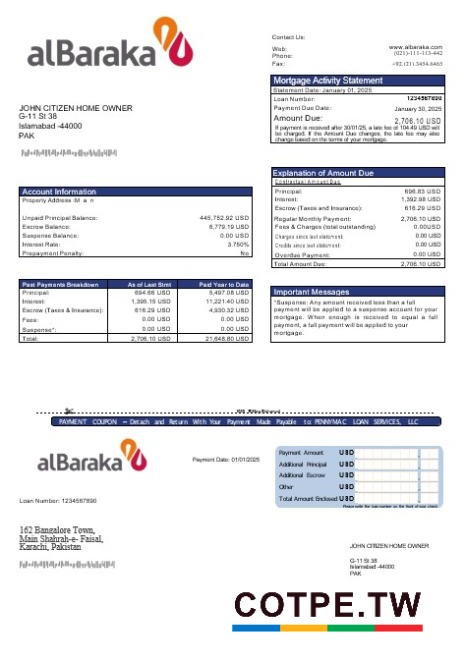 alBaraka
Contact Us:
Web: www.albaraka.com
Phone: (021)-111-113-442
Fax: +92.(21).3454.6465
Mortgage Activity Statement
Statement Date: January 01, 2025
Loan Number: 1234567890
Payment Due Date: January 30, 2025
Amount Due: 2,706.10 USD
If payment is received after 30/01/25, a late fee of 104.49 USD will
be charged. If the Amount Due changes, the late fee may also
change based on the terms of your mortgage.
JOHN CITIZEN HOME OWNER
G-11 St 38
Islamabad -44000
PAK
Account Information
Property Address
Unpaid Principal Balance: 445,752.92 USD
Escrow Balance: 6,779.19 USD
Suspense Balance: 0.00 USD
Interest Rate: 3.750%
Prepayment Penalty: No
Explanation of Amount Due
Contractual Amount Due
Principal: 696.83 USD
Interest: 1,392.98 USD
Escrow (Taxes and Insurance): 616.29 USD
Regular Monthly Payment: 2,706.10 USD
Fees & Charges (total outstanding) 0.00USD
Charges since last statement: 0.00 USD
Credits since last statement: 0.00 USD
Overdue Payment: 0.00 USD
Total Amount Due: 2,706.10 USD
Past Payments Breakdown As of Last Stmt Paid Year to Date
Principal: 694.66 USD 5,497.08 USD
Interest: 1,395.15 USD 11,221.40 USD
Escrow (Taxes & Insurance): 616.29 USD 4,930.32 USD
Fees: 0.00 USD 0.00 USD
Suspense*: 0.00 USD 0.00 USD
Total: 2,706.10 USD 21,648.80 USD
Important Messages
*Suspense: Any amount received less than a full
payment will be applied to a suspense account for your
mortgage. When enough is received to equal a full
payment, a full payment will be applied to your
mortgage.
PAYMENT COUPON – Detach and Return With Your Payment Made Payable to PENNYMAC LOAN SERVICES, LLC
alBaraka
Payment Date: 01/01/2025
Payment Amount USD
Additional Principal USD
Additional Escrow USD
Other USD
Total Amount Enclosed USD
Loan Number: 1234567890
162 Bangalore Town,
Main Shahrah-e- Faisal,
Karachi, Pakistan
JOHN CITIZEN HOME OWNER
G-11 St 38
Islamabad -44000
PAK
COTPE.TW